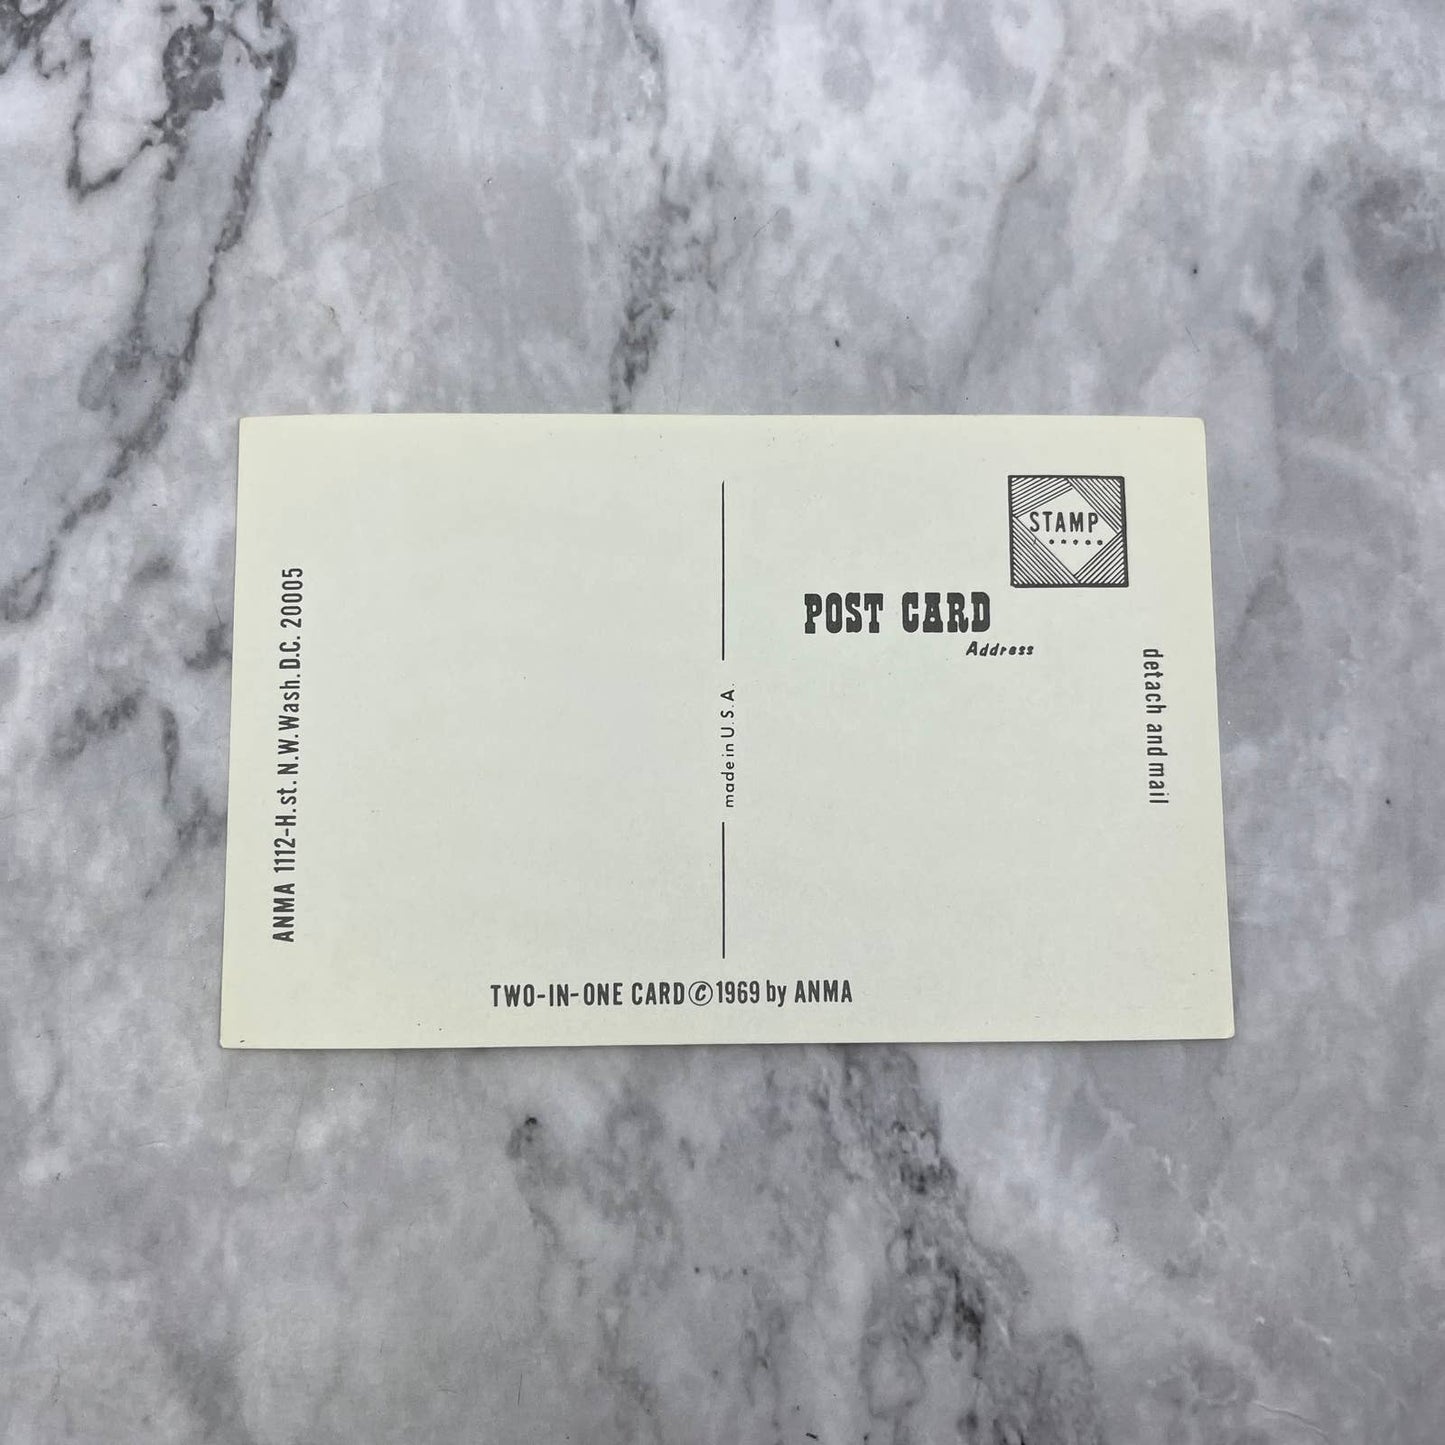 ANMA 1112-H.st. N.W.Wash. D.C. 20005
made in U.S.A.
STAMP
POST CARD
Address
detach and mail
TWO-IN-ONE CARD©1969 by ANMA